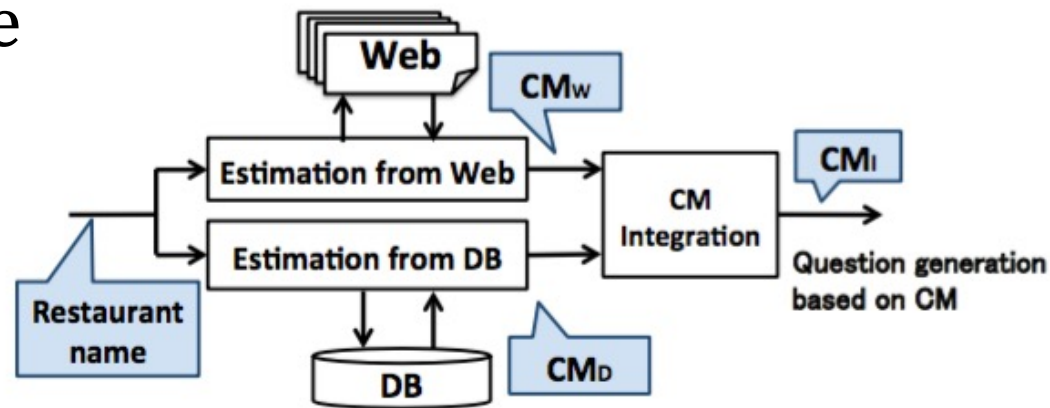 e
Web
CMW
Estimation from Web
CMI
CM
Integration
Estimation from DB
Question generation
based on CM
Restaurant
name
CMD
DB